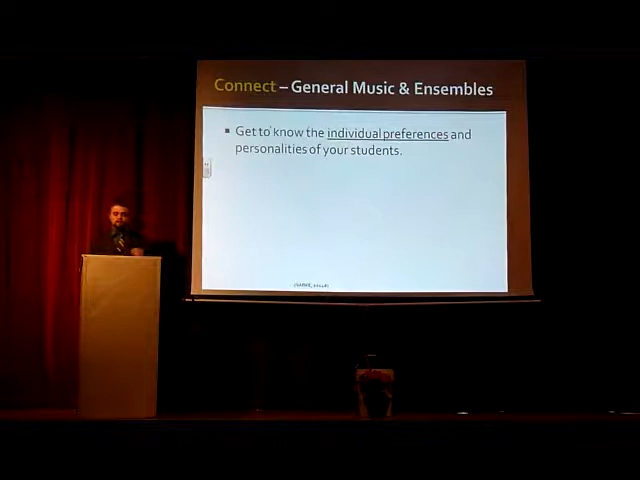 Connect – General Music & Ensembles
▪ Get to know the individual preferences and
personalities of your students.